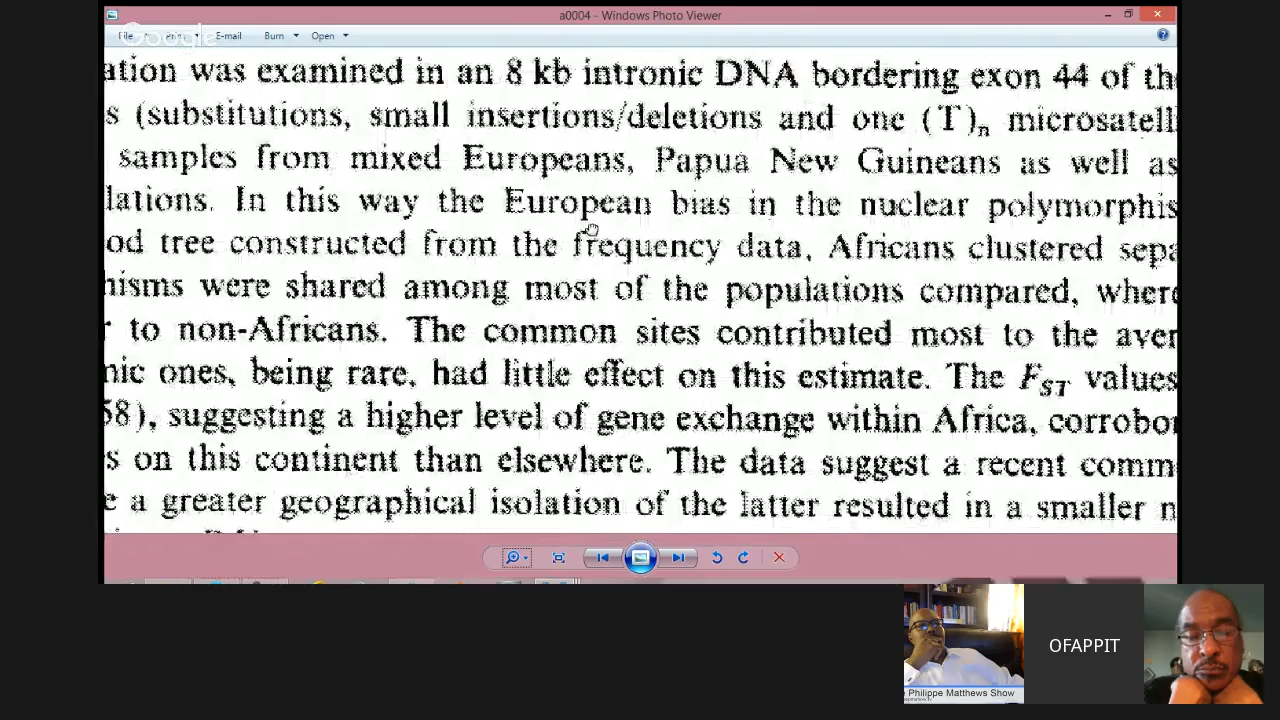 a0004 - Windows Photo Viewer
Google
File Print E-mail Burn Open
ation was examined in an 8 kb intronic DNA bordering exon 44 of the
s (substitutions, small insertions/deletions and one (T)n microsatell
samples from mixed Europeans, Papua New Guineans as well as
lations. In this way the European bias in the nuclear polymorphis
od tree constructed from the frequency data, Africans clustered sepa
isms were shared among most of the populations compared, where
r to non-Africans. The common sites contributed most to the aver
nic ones, being rare, had little effect on this estimate. The FST values
58), suggesting a higher level of gene exchange within Africa, corrobor
s on this continent than elsewhere. The data suggest a recent comm
e a greater geographical isolation of the latter resulted in a smaller n
OFAPPIT
Philippe Matthews Show